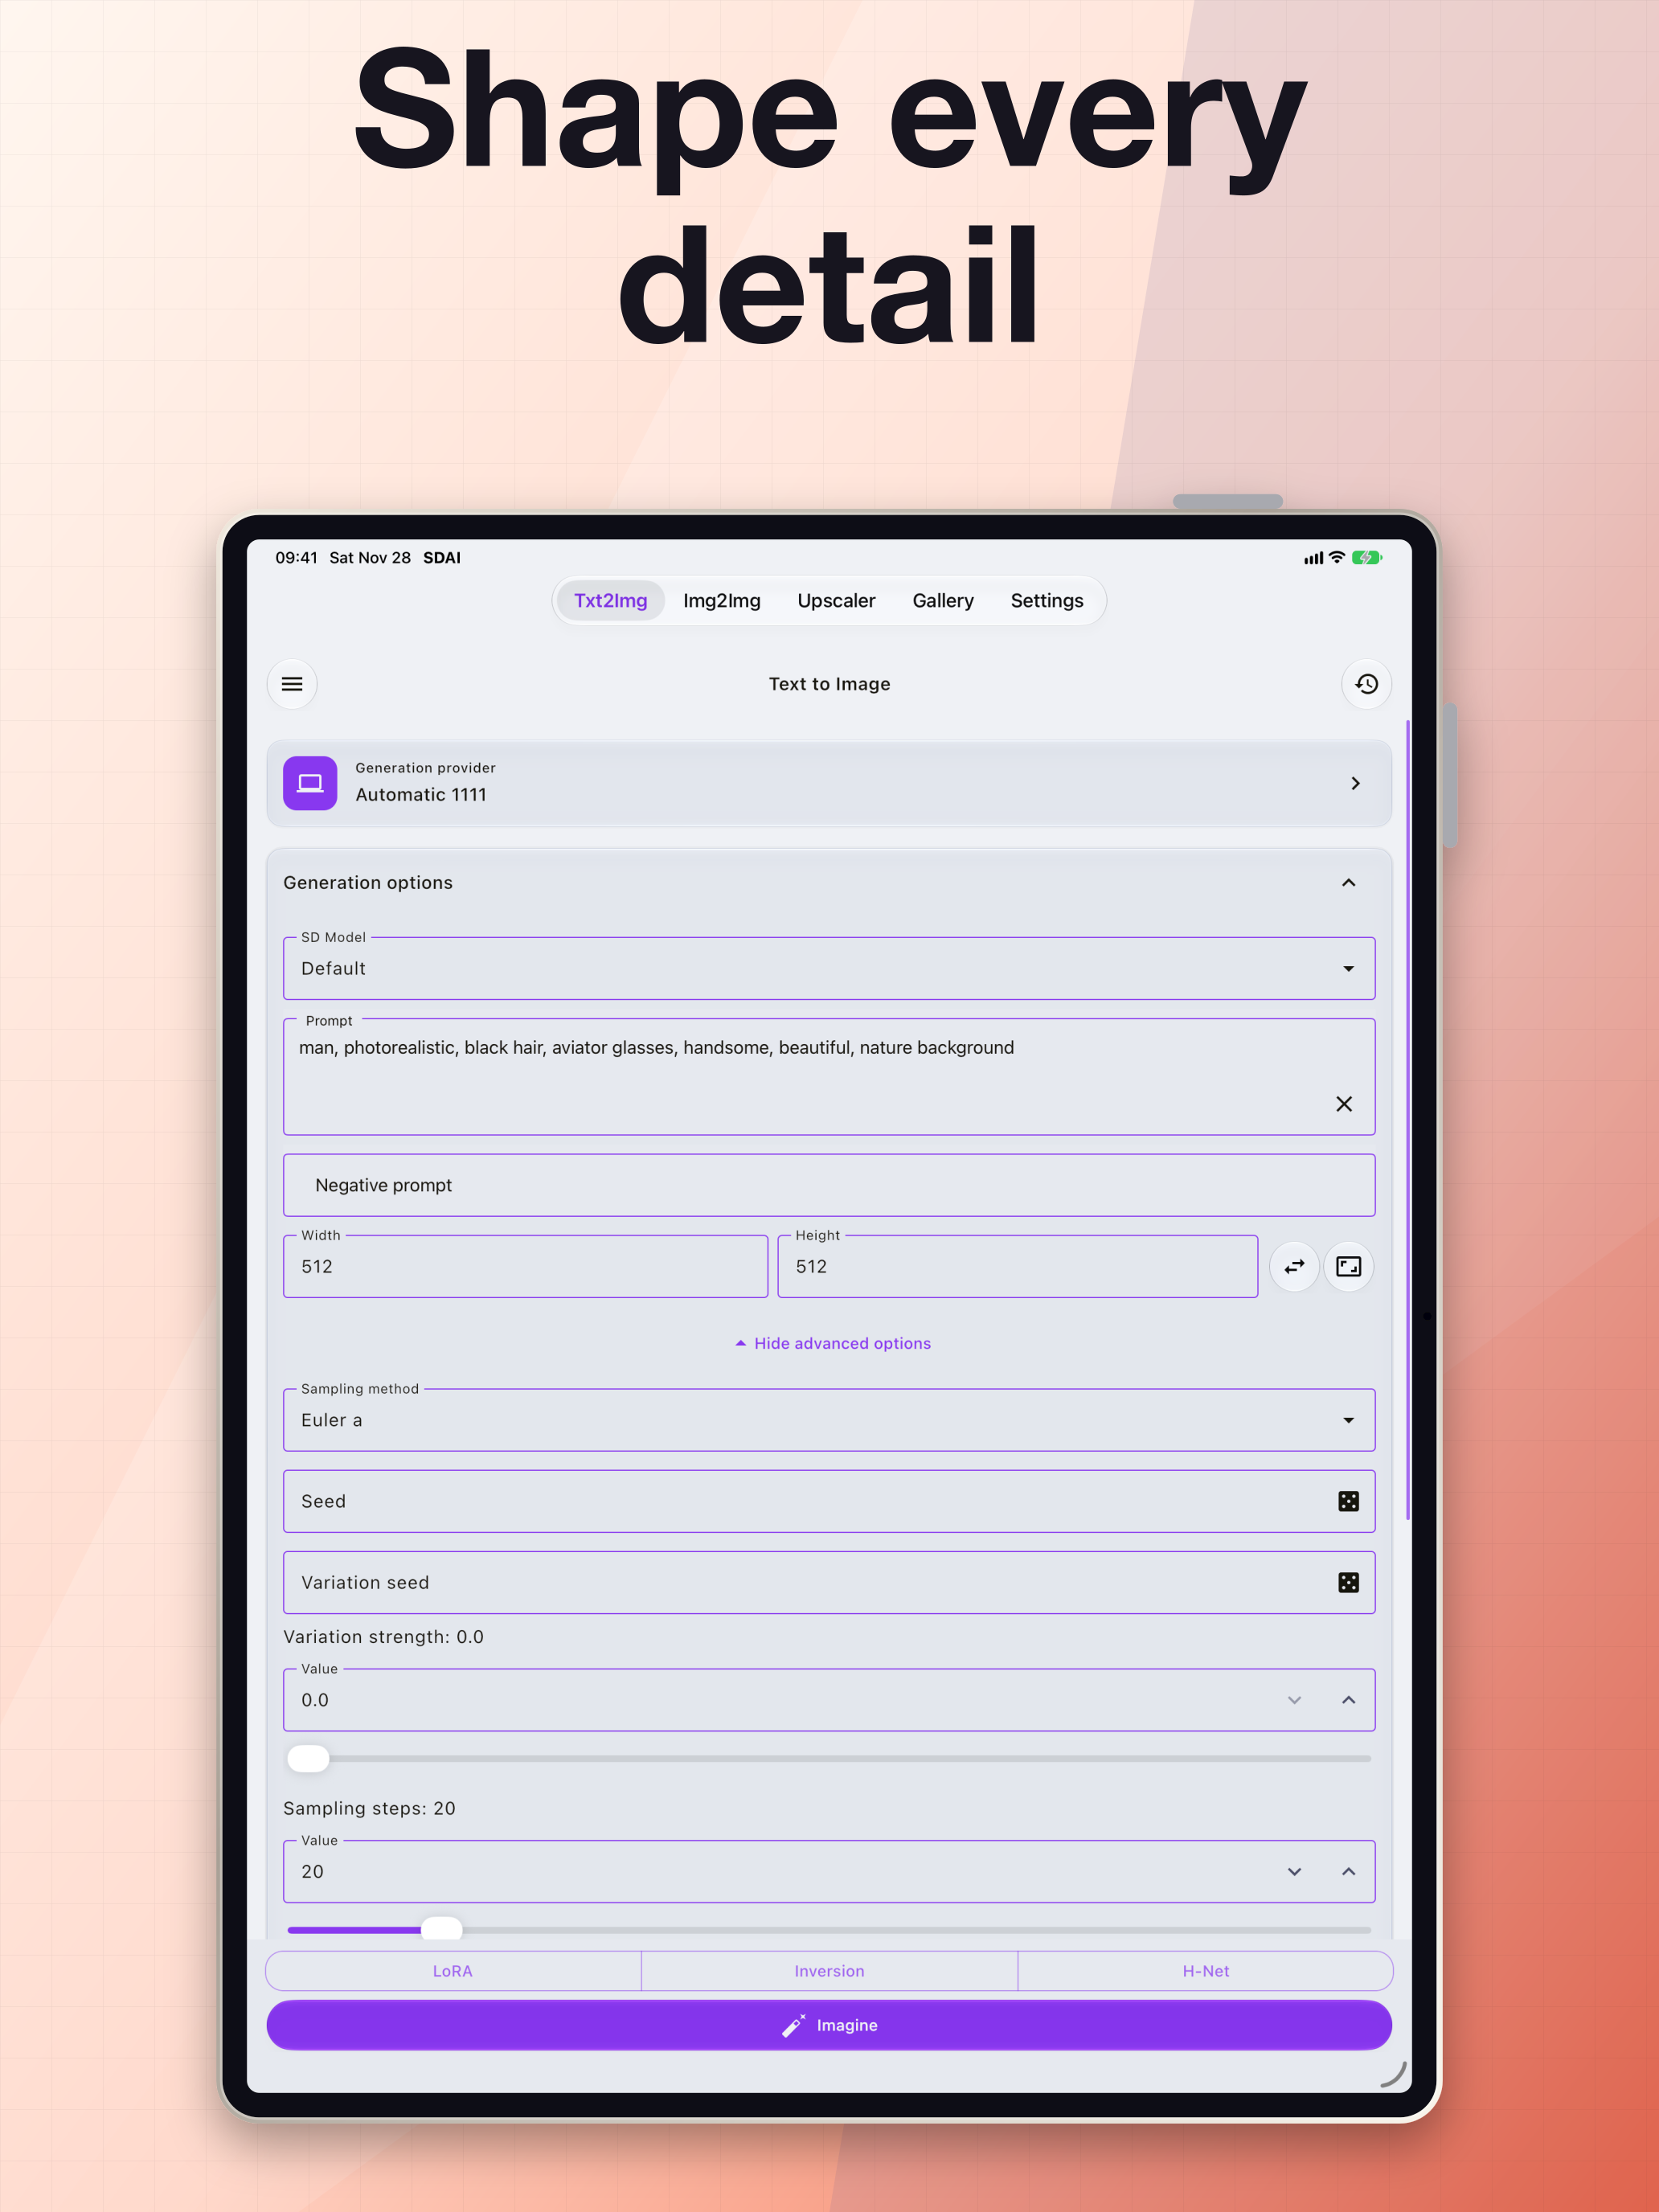 Shape every
detail
09:41 Sat Nov 28 SDAI
Txt2Img Img2Img Upscaler Gallery Settings
Text to Image
Generation provider
Automatic 1111
Generation options
SD Model
Default
Prompt
man, photorealistic, black hair, aviator glasses, handsome, beautiful, nature background
Negative prompt
Width Height
512 512
Hide advanced options
Sampling method
Euler a
Seed
Variation seed
Variation strength: 0.0
Value
0.0
Sampling steps: 20
Value
20
LoRA Inversion H-Net
Imagine